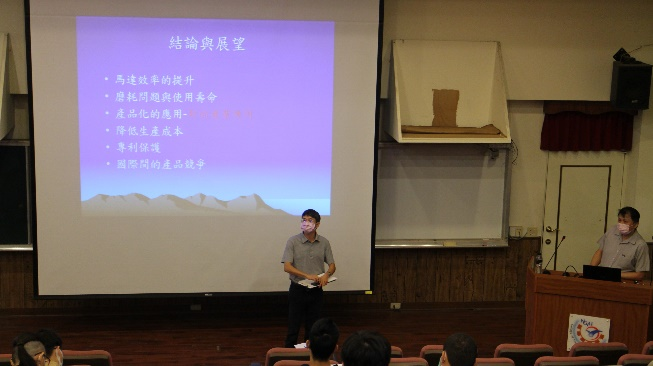 結論與展望
• 馬達效率的提升
• 磨耗問題與使用壽命
• 產品化的應用-
• 降低生產成本
• 專利保護
• 國際間的產品競爭